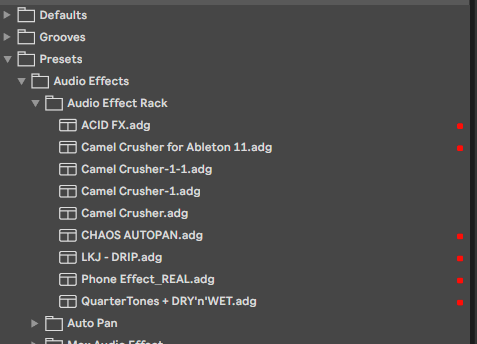 Defaults
Grooves
Presets
Audio Effects
Audio Effect Rack
ACID FX.adg
Camel Crusher for Ableton 11.adg
Camel Crusher-1-1.adg
Camel Crusher-1.adg
Camel Crusher.adg
CHAOS AUTOPAN.adg
LKJ - DRIP.adg
Phone Effect_REAL.adg
QuarterTones + DRY'n'WET.adg
Auto Pan
Max Audio Effect